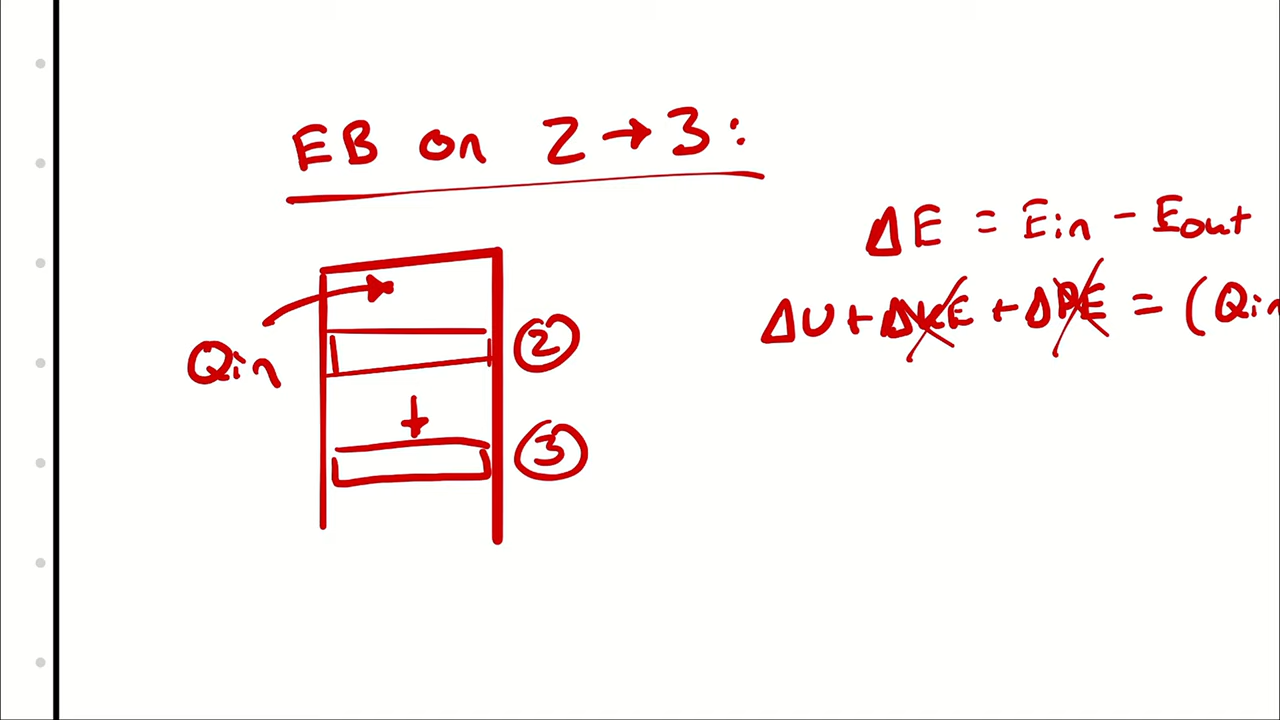 EB on 2 → 3:
ΔE = Ein - Eout
ΔU + ΔKE + ΔPE = (Qin
Qin
②
③